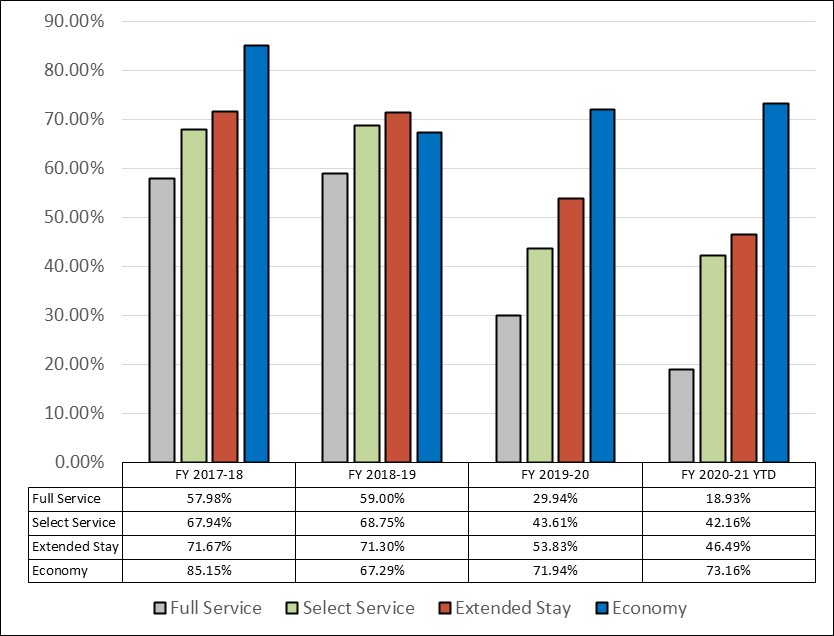 90.00%
80.00%
70.00%
60.00%
50.00%
40.00%
30.00%
20.00%
10.00%
0.00%
FY 2017-18 FY 2018-19 FY 2019-20 FY 2020-21 YTD
Full Service 57.98% 59.00% 29.94% 18.93%
Select Service 67.94% 68.75% 43.61% 42.16%
Extended Stay 71.67% 71.30% 53.83% 46.49%
Economy 85.15% 67.29% 71.94% 73.16%
Full Service Select Service Extended Stay Economy